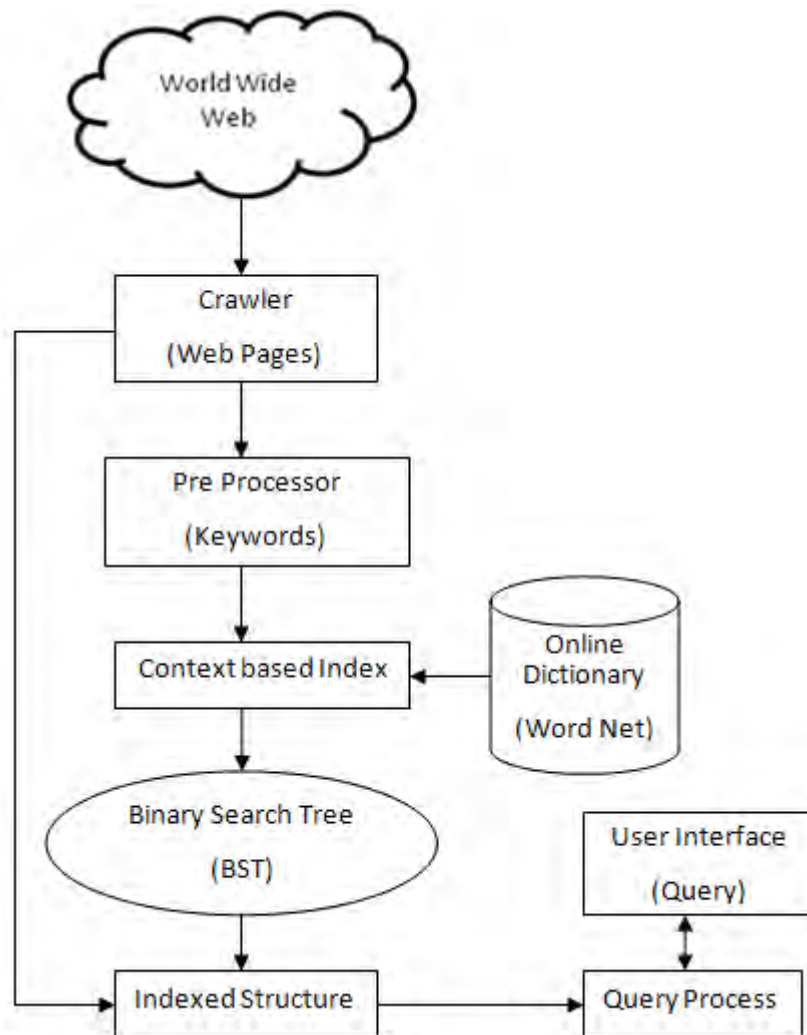 World Wide
Web
Crawler
(Web Pages)
Pre Processor
(Keywords)
Context based Index
Online
Dictionary
(Word Net)
Binary Search Tree
(BST)
User Interface
(Query)
Indexed Structure
Query Process